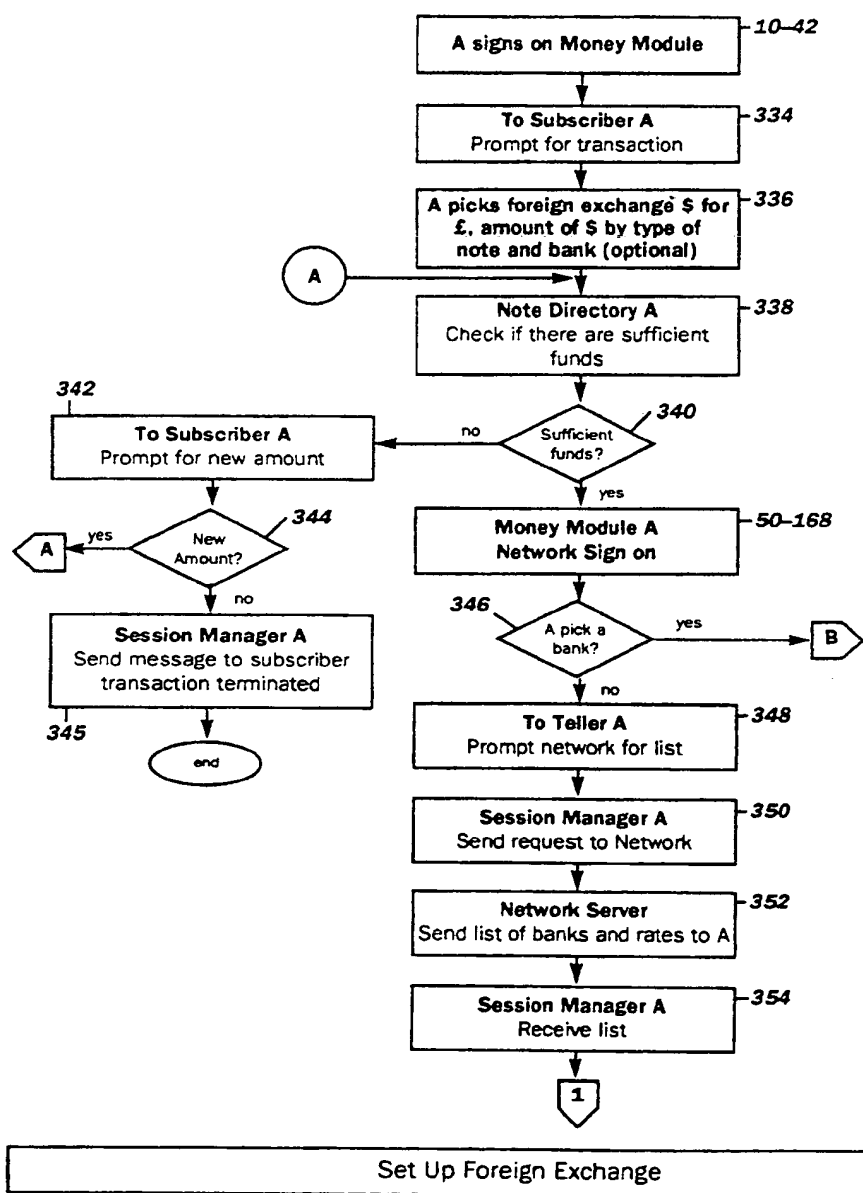 A signs on Money Module
10–42
To Subscriber A
Prompt for transaction
334
A picks foreign exchange $ for
£, amount of $ by type of
note and bank (optional)
336
A
Note Directory A
Check if there are sufficient
funds
338
342
To Subscriber A
Prompt for new amount
no
Sufficient
funds?
340
yes
A
yes
New
Amount?
344
no
Money Module A
Network Sign on
50–168
Session Manager A
Send message to subscriber
transaction terminated
345
end
346
A pick a
bank?
yes
B
no
To Teller A
Prompt network for list
348
Session Manager A
Send request to Network
350
Network Server
Send list of banks and rates to A
352
Session Manager A
Receive list
354
1
Set Up Foreign Exchange